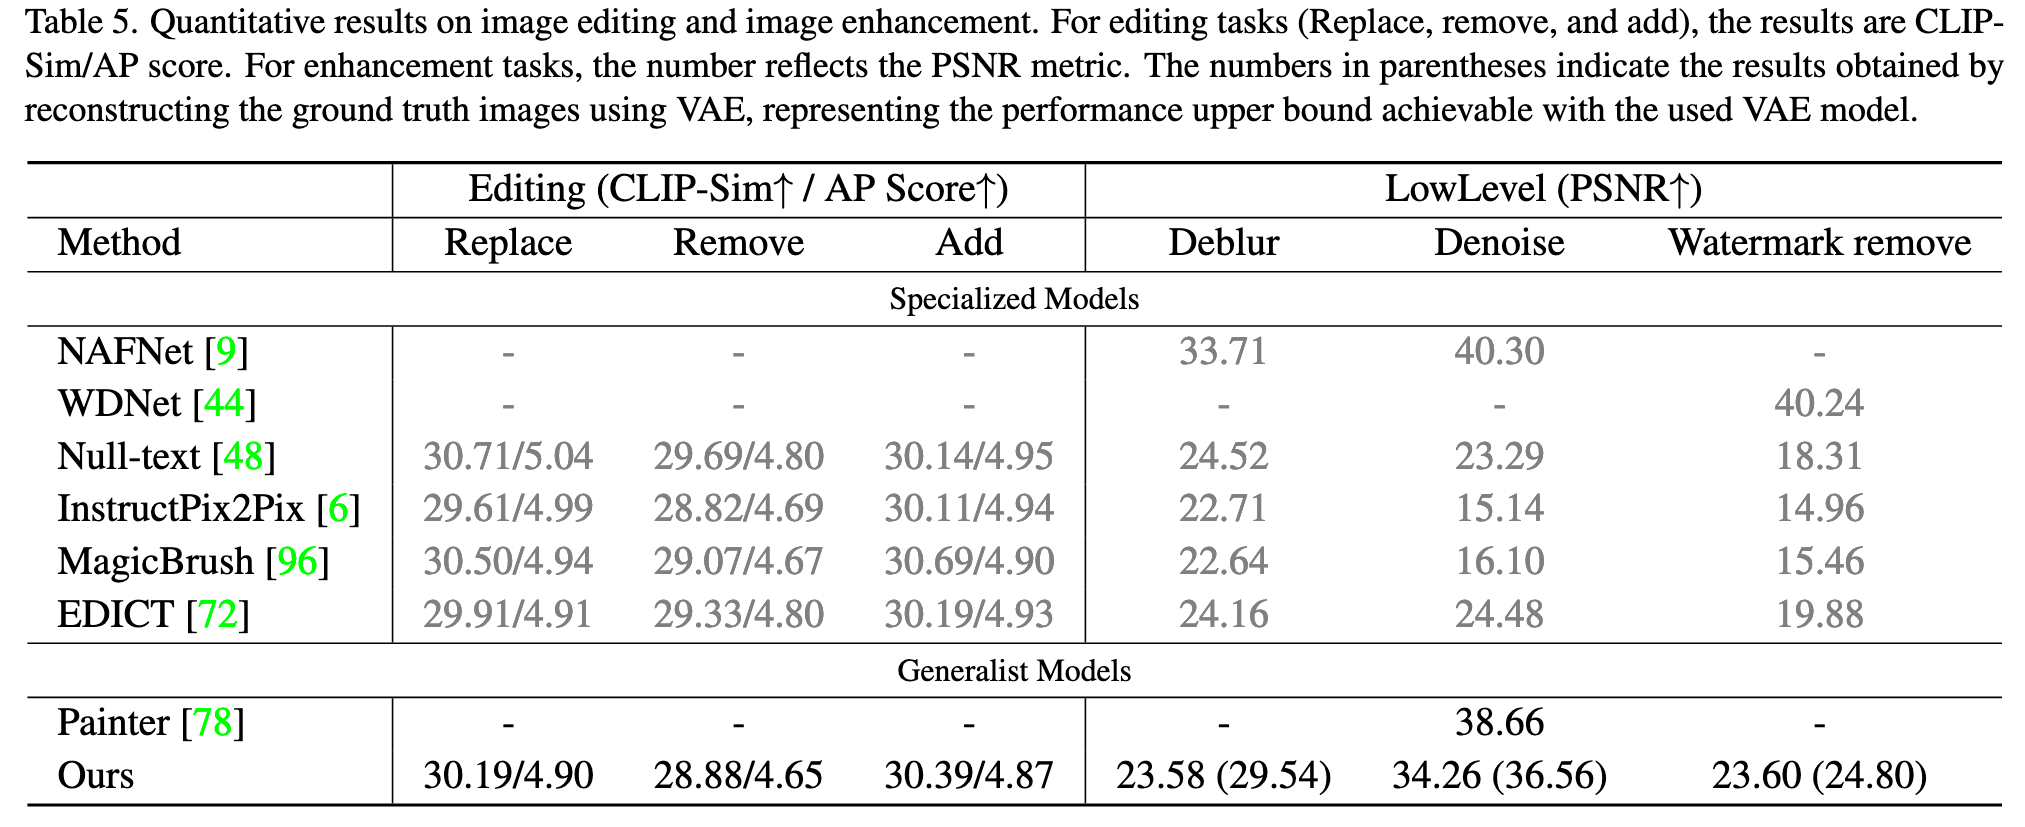 Table 5. Quantitative results on image editing and image enhancement. For editing tasks (Replace, remove, and add), the results are CLIP-
Sim/AP score. For enhancement tasks, the number reflects the PSNR metric. The numbers in parentheses indicate the results obtained by
reconstructing the ground truth images using VAE, representing the performance upper bound achievable with the used VAE model.
Editing (CLIP-Sim↑ / AP Score↑) LowLevel (PSNR↑)
Method Replace Remove Add Deblur Denoise Watermark remove
Specialized Models
NAFNet [9] - - - 33.71 40.30 -
WDNet [44] - - - - - 40.24
Null-text [48] 30.71/5.04 29.69/4.80 30.14/4.95 24.52 23.29 18.31
InstructPix2Pix [6] 29.61/4.99 28.82/4.69 30.11/4.94 22.71 15.14 14.96
MagicBrush [96] 30.50/4.94 29.07/4.67 30.69/4.90 22.64 16.10 15.46
EDICT [72] 29.91/4.91 29.33/4.80 30.19/4.93 24.16 24.48 19.88
Generalist Models
Painter [78] - - - - 38.66 -
Ours 30.19/4.90 28.88/4.65 30.39/4.87 23.58 (29.54) 34.26 (36.56) 23.60 (24.80)